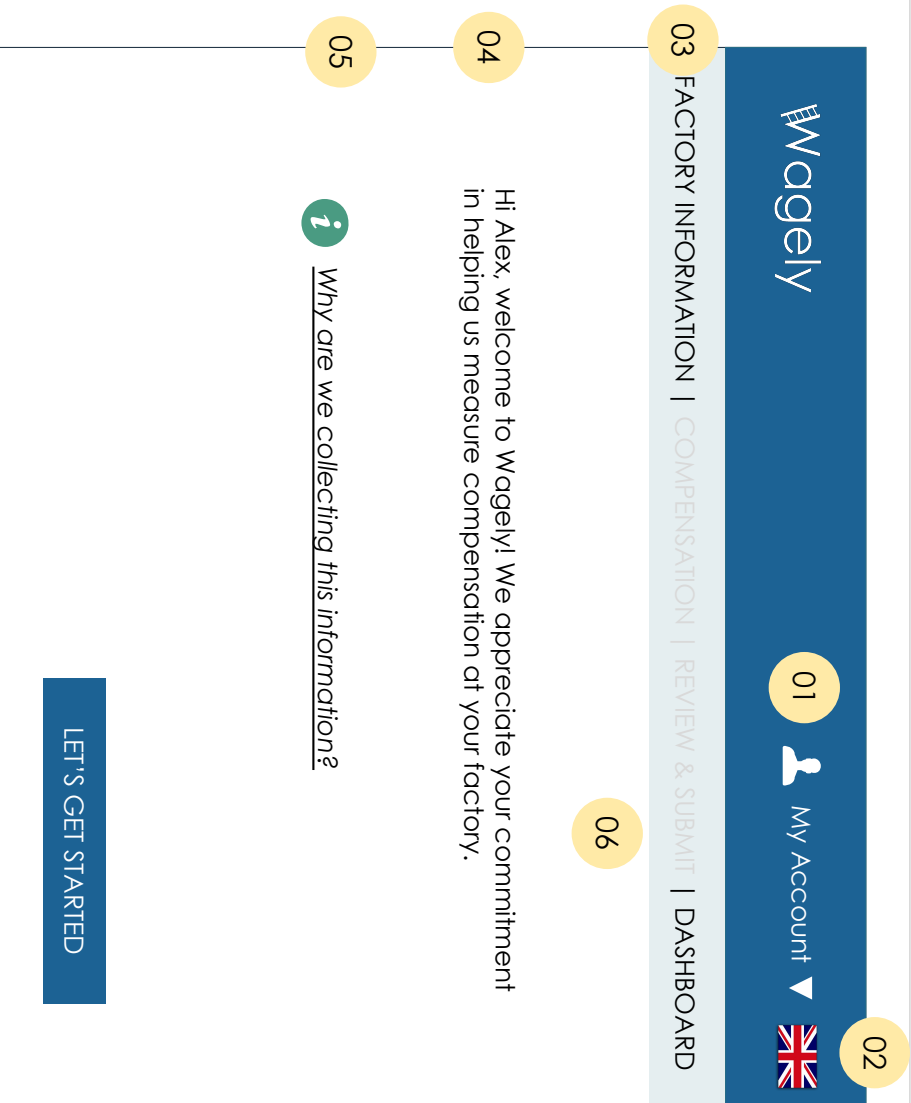 Wagely
01
My Account
02
03
FACTORY INFORMATION | COMPENSATION | REVIEW & SUBMIT | DASHBOARD
06
04
Hi Alex, welcome to Wagely! We appreciate your commitment
in helping us measure compensation at your factory.
05
i
Why are we collecting this information?
LET'S GET STARTED